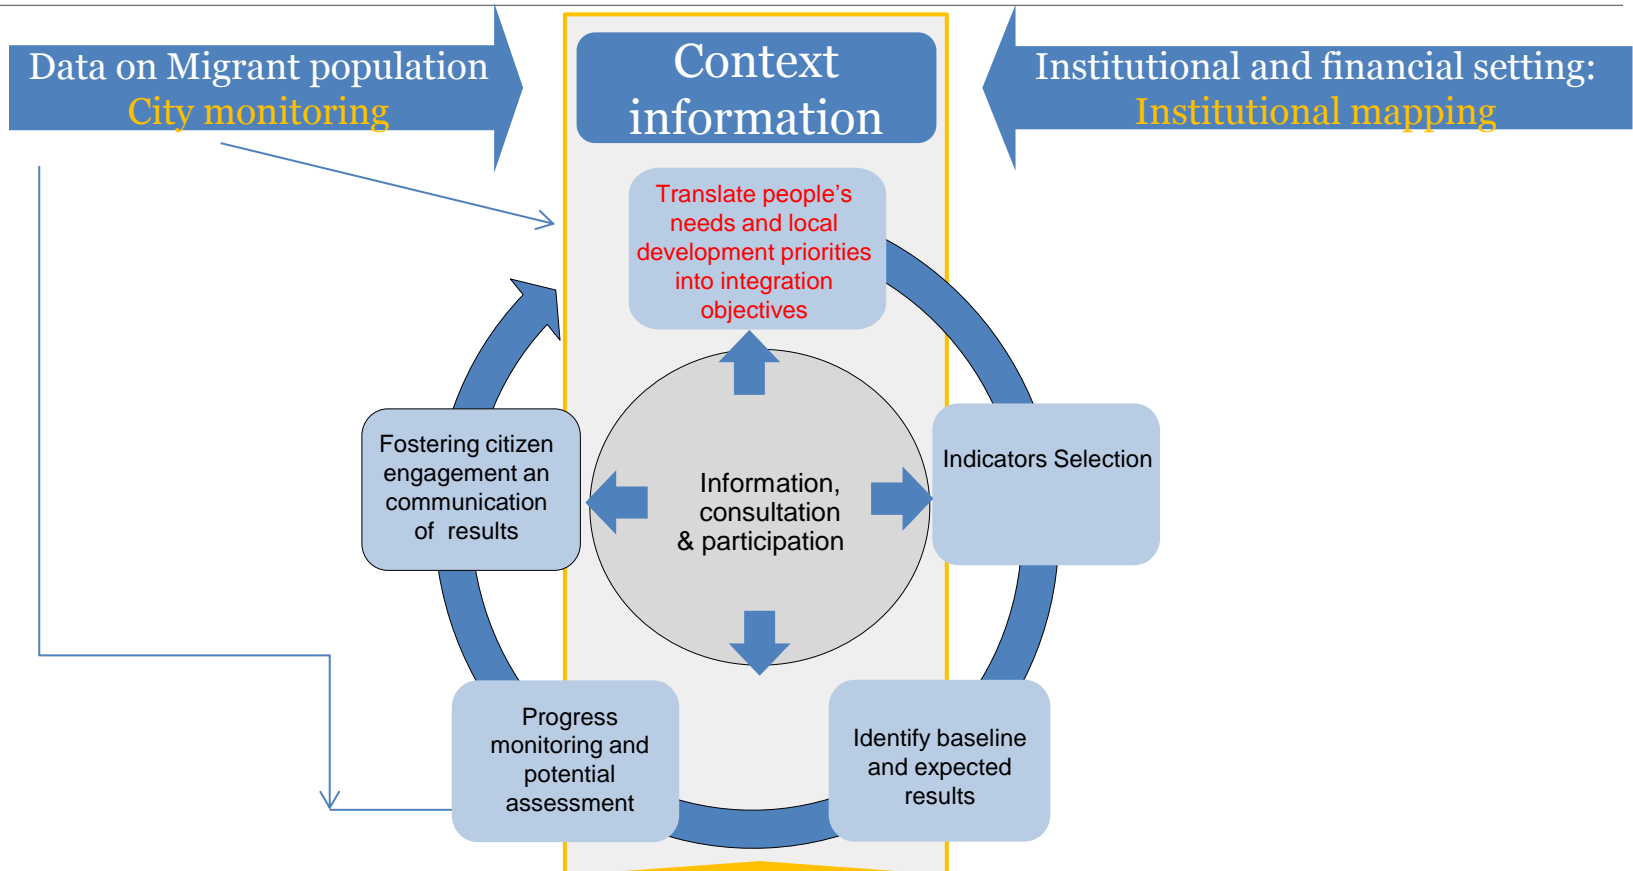 Data on Migrant population
City monitoring
Context
information
Institutional and financial setting:
Institutional mapping
Translate people’s
needs and local
development priorities
into integration
objectives
Fostering citizen
engagement an
communication
of results
Information,
consultation
& participation
Indicators Selection
Progress
monitoring and
potential
assessment
Identify baseline
and expected
results